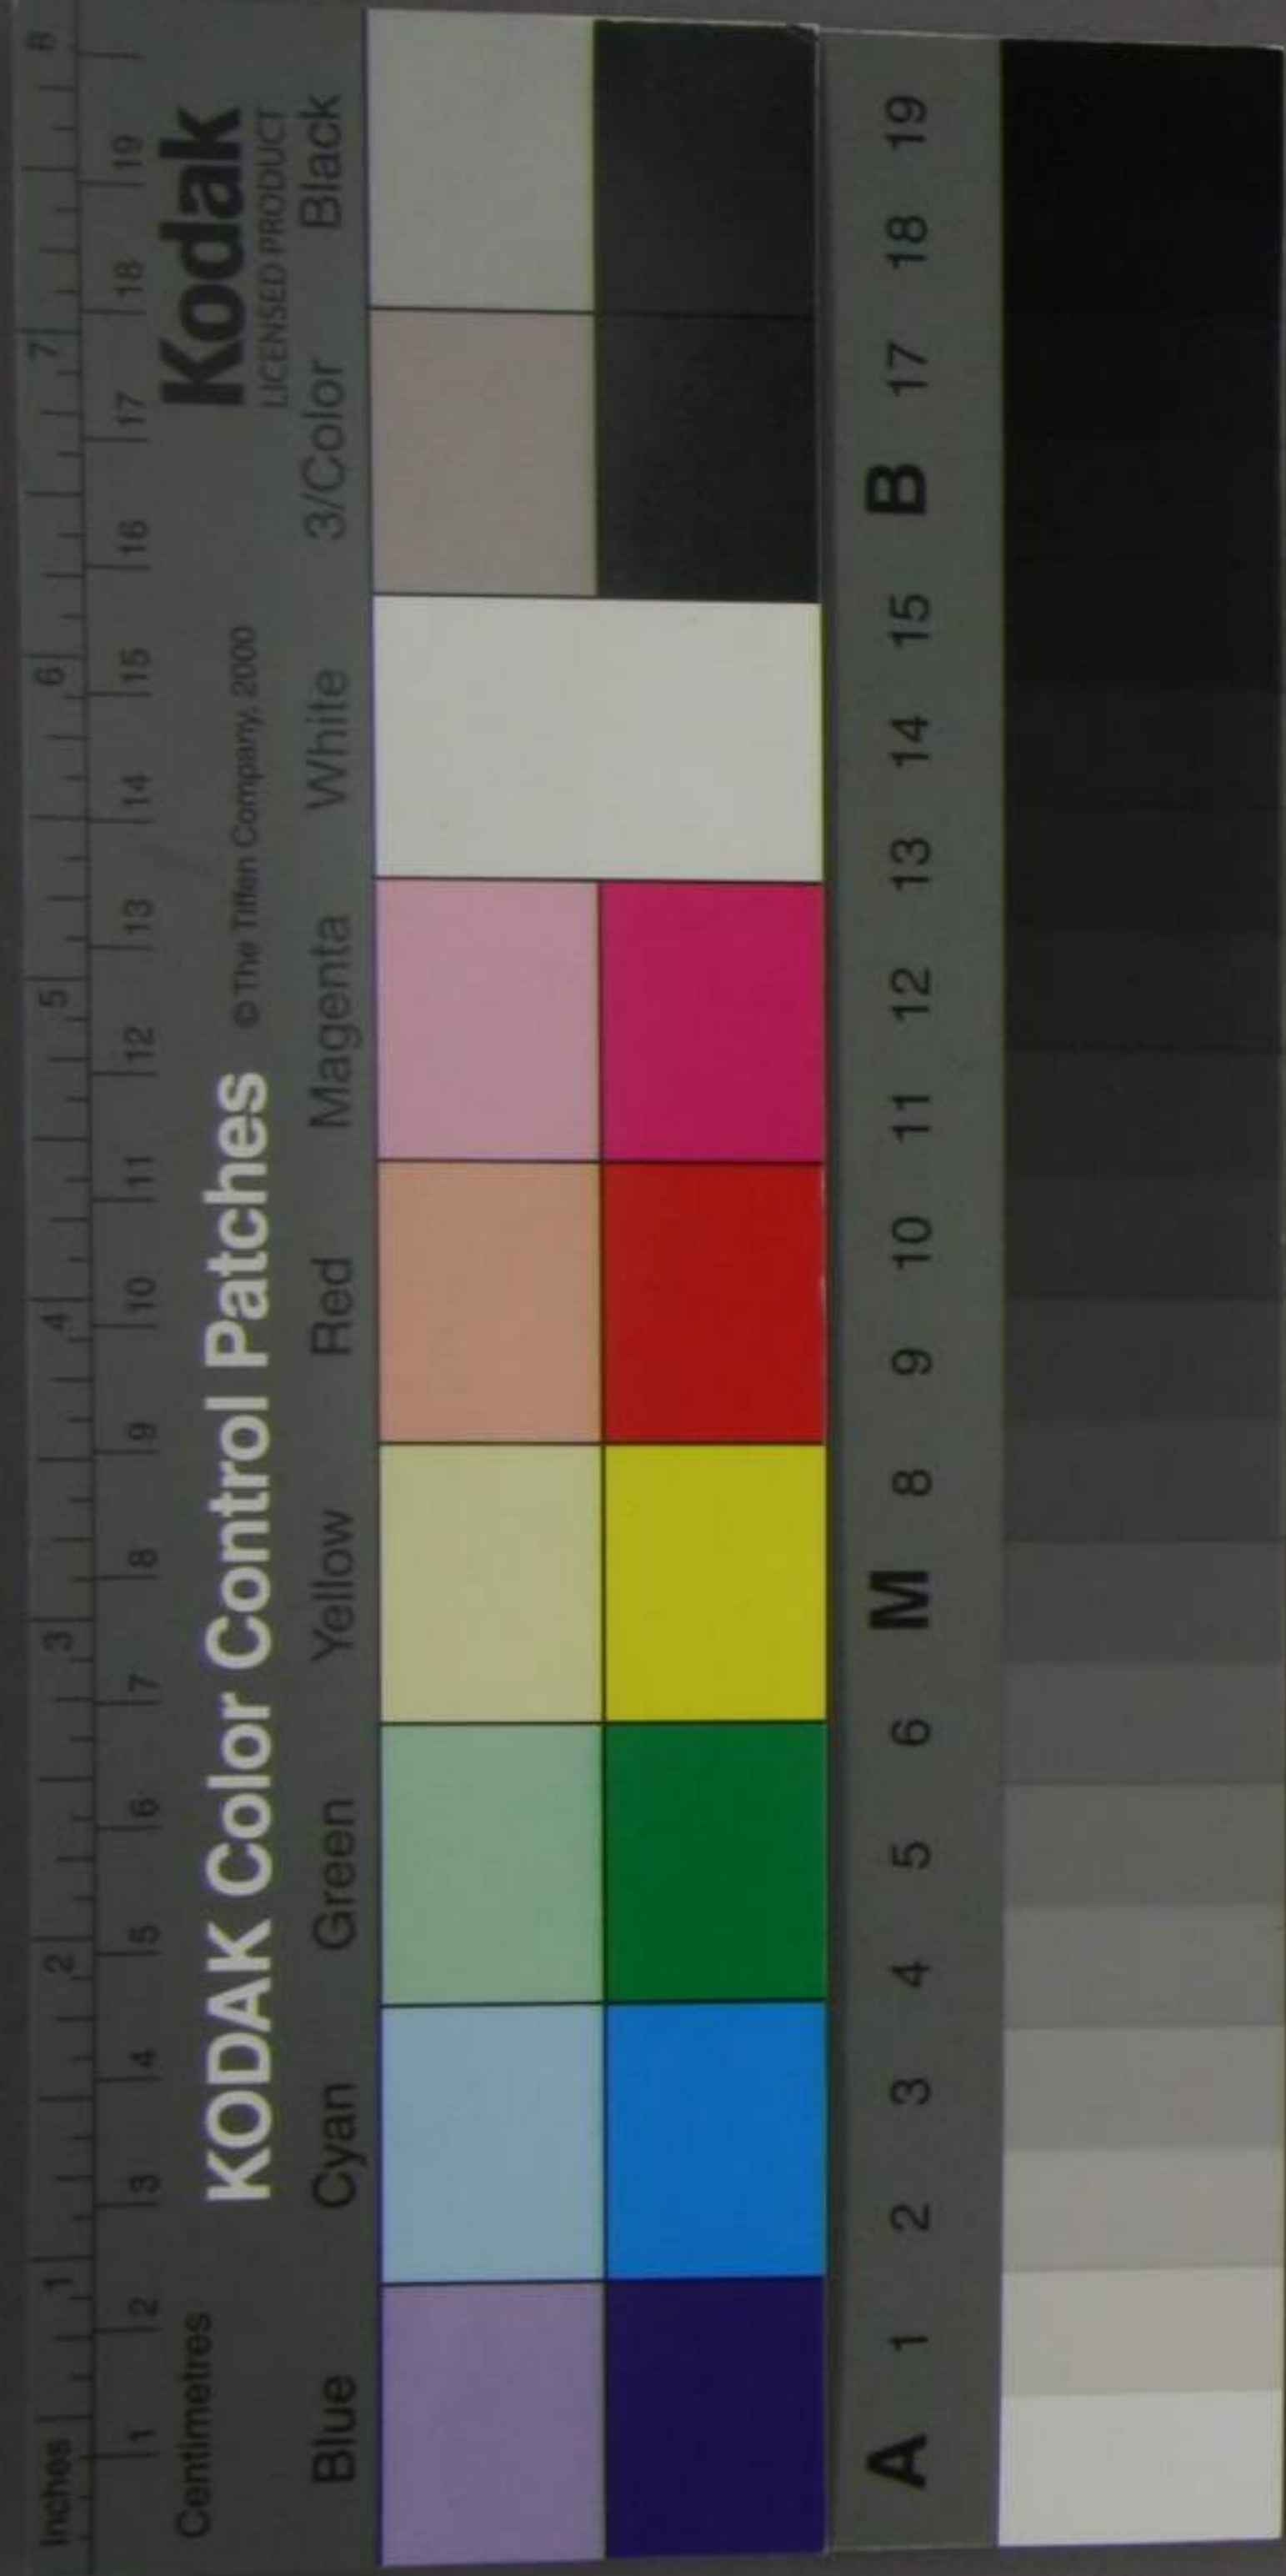 Inches 1 2 3 4 5 6 7 8
Centimetres 1 2 3 4 5 6 7 8 9 10 11 12 13 14 15 16 17 18 19
KODAK Color Control Patches © The Tiffen Company, 2000 Kodak
LICENSED PRODUCT
Blue Cyan Green Yellow Red Magenta White 3/Color Black
A 1 2 3 4 5 6 M 8 9 10 11 12 13 14 15 B 17 18 19